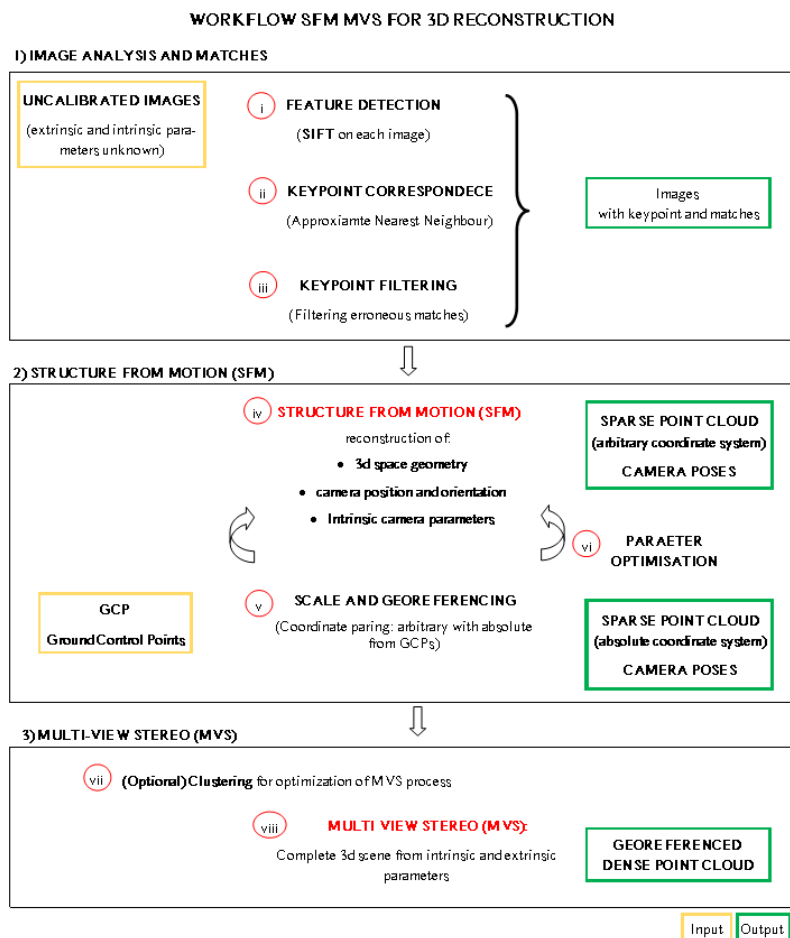 WORKFLOW SFM MVS FOR 3D RECONSTRUCTION
1) IMAGE ANALYSIS AND MATCHES
UNCALIBRATED IMAGES
(extrinsic and intrinsic para-
meters unknown)
i FEATURE DETECTION
(SIFT on each image)
ii KEYPOINT CORRESPONDECE
(Approxiamte Nearest Neighbour)
iii KEYPOINT FILTERING
(Filtering erroneous matches)
Images
with keypoint and matches
2) STRUCTURE FROM MOTION (SFM)
iv STRUCTURE FROM MOTION (SFM)
reconstruction of:
• 3d space geometry
• camera position and orientation
• Intrinsic camera parameters
SPARSE POINT CLOUD
(arbitrary coordinate system)
CAMERA POSES
vi PARAETER
OPTIMISATION
GCP
Ground Control Points
v SCALE AND GEOREFERENCING
(Coordinate paring: arbitrary with absolute
from GCPs)
SPARSE POINT CLOUD
(absolute coordinate system)
CAMERA POSES
3) MULTI-VIEW STEREO (MVS)
vii (Optional) Clustering for optimization of MVS process
viii MULTI VIEW STEREO (MVS):
Complete 3d scene from intrinsic and extrinsic
parameters
GEOREFERENCED
DENSE POINT CLOUD
Input Output